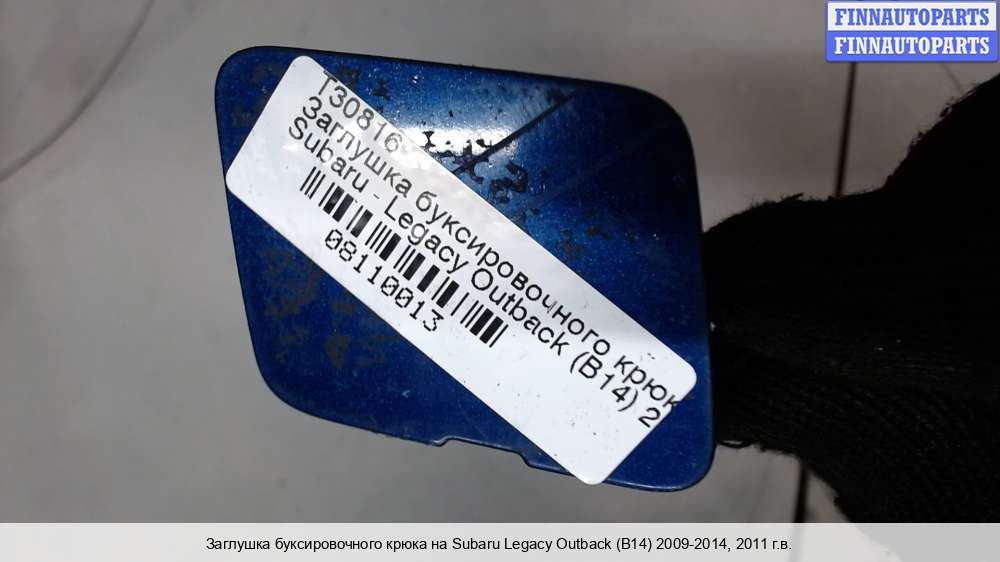 FINNAUTOPARTS
FINNAUTOPARTS
T30816
Заглушка буксировочного крюк
Subaru - Legacy Outback (B14) 2
08110013
Заглушка буксировочного крюка на Subaru Legacy Outback (B14) 2009-2014, 2011 г.в.